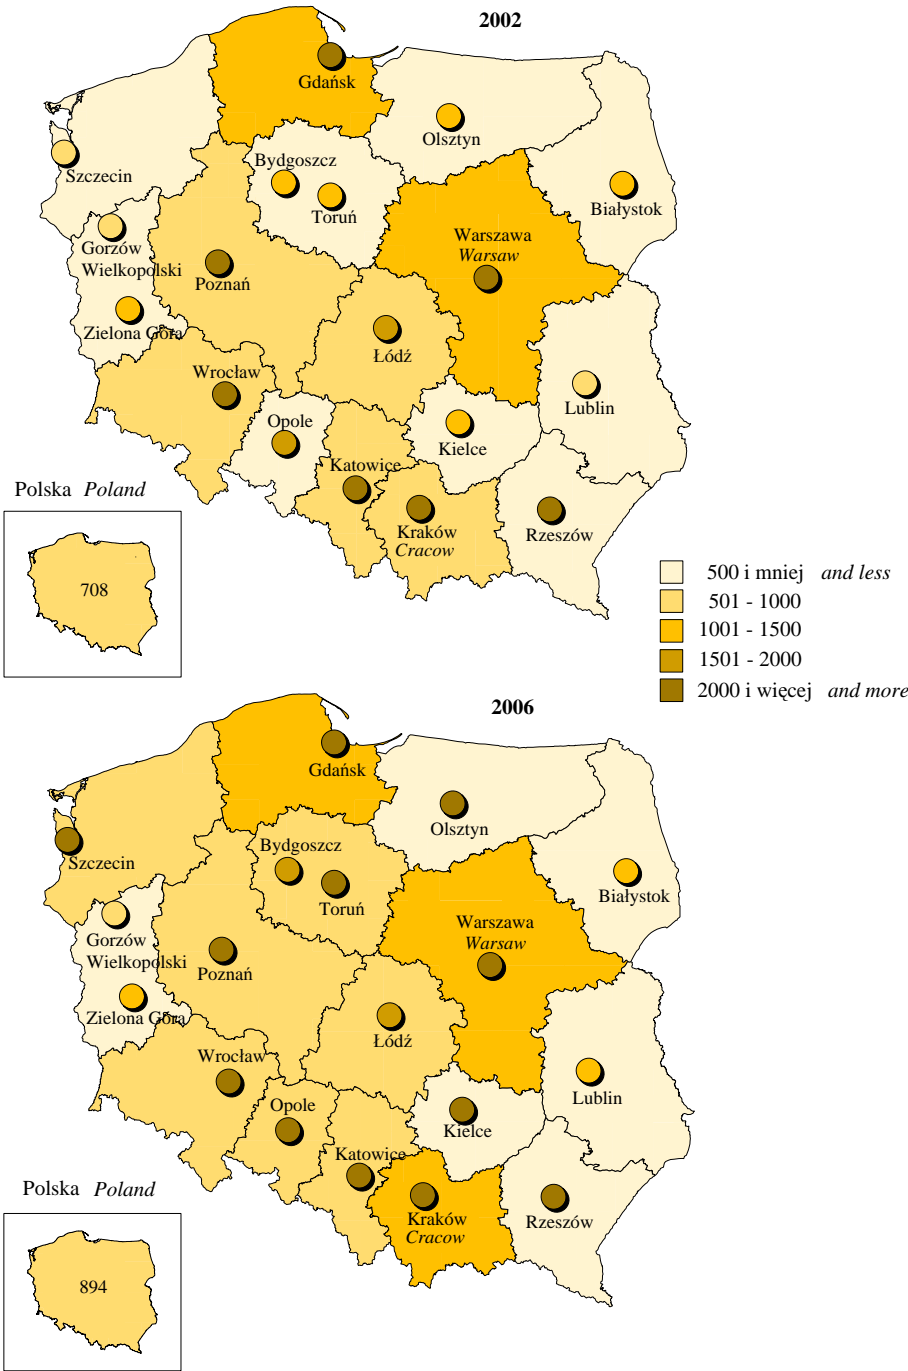 2002
Gdańsk
Olsztyn
Szczecin
Bydgoszcz
Toruń
Białystok
Gorzów
Wielkopolski
Warszawa
Warsaw
Poznań
Zielona Góra
Łódź
Wrocław
Lublin
Opole
Kielce
Katowice
Kraków
Cracow
Rzeszów
Polska Poland
708
500 i mniej and less
501 - 1000
1001 - 1500
1501 - 2000
2000 i więcej and more
2006
Gdańsk
Olsztyn
Szczecin
Bydgoszcz
Toruń
Białystok
Gorzów
Wielkopolski
Warszawa
Warsaw
Poznań
Zielona Góra
Łódź
Wrocław
Lublin
Opole
Kielce
Katowice
Kraków
Cracow
Rzeszów
Polska Poland
894